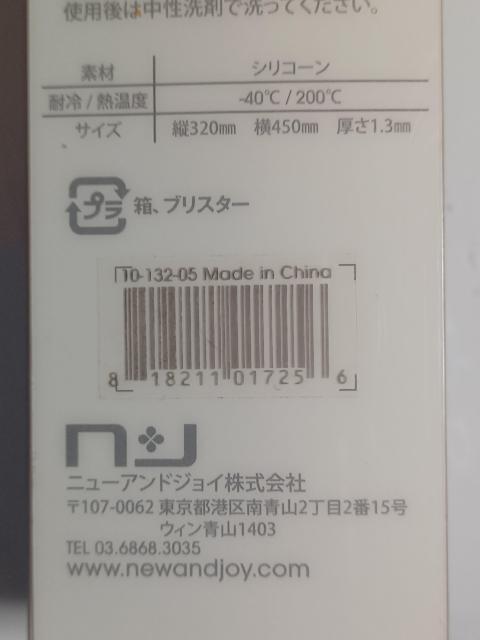 使用後は中性洗剤で洗ってください。
素材 シリコーン
耐冷 / 熱温度 -40℃ / 200℃
サイズ 縦320㎜ 横450㎜ 厚さ1.3㎜
プラ 箱、ブリスター
10-132-05 Made in China
8 18211 01725 6
ニューアンドジョイ株式会社
〒107-0062 東京都港区南青山2丁目2番15号
ウィン青山1403
TEL 03.6868.3035
www.newandjoy.com